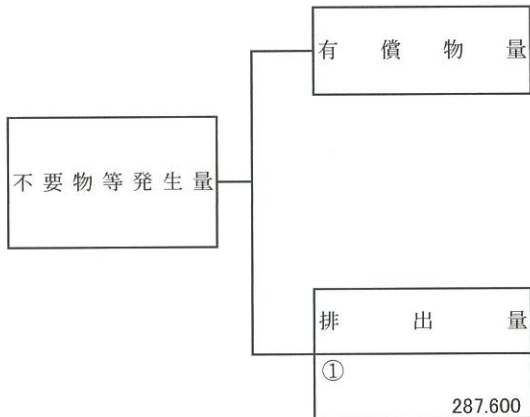 有償物量
不要物等発生量
排出量
①
287.600